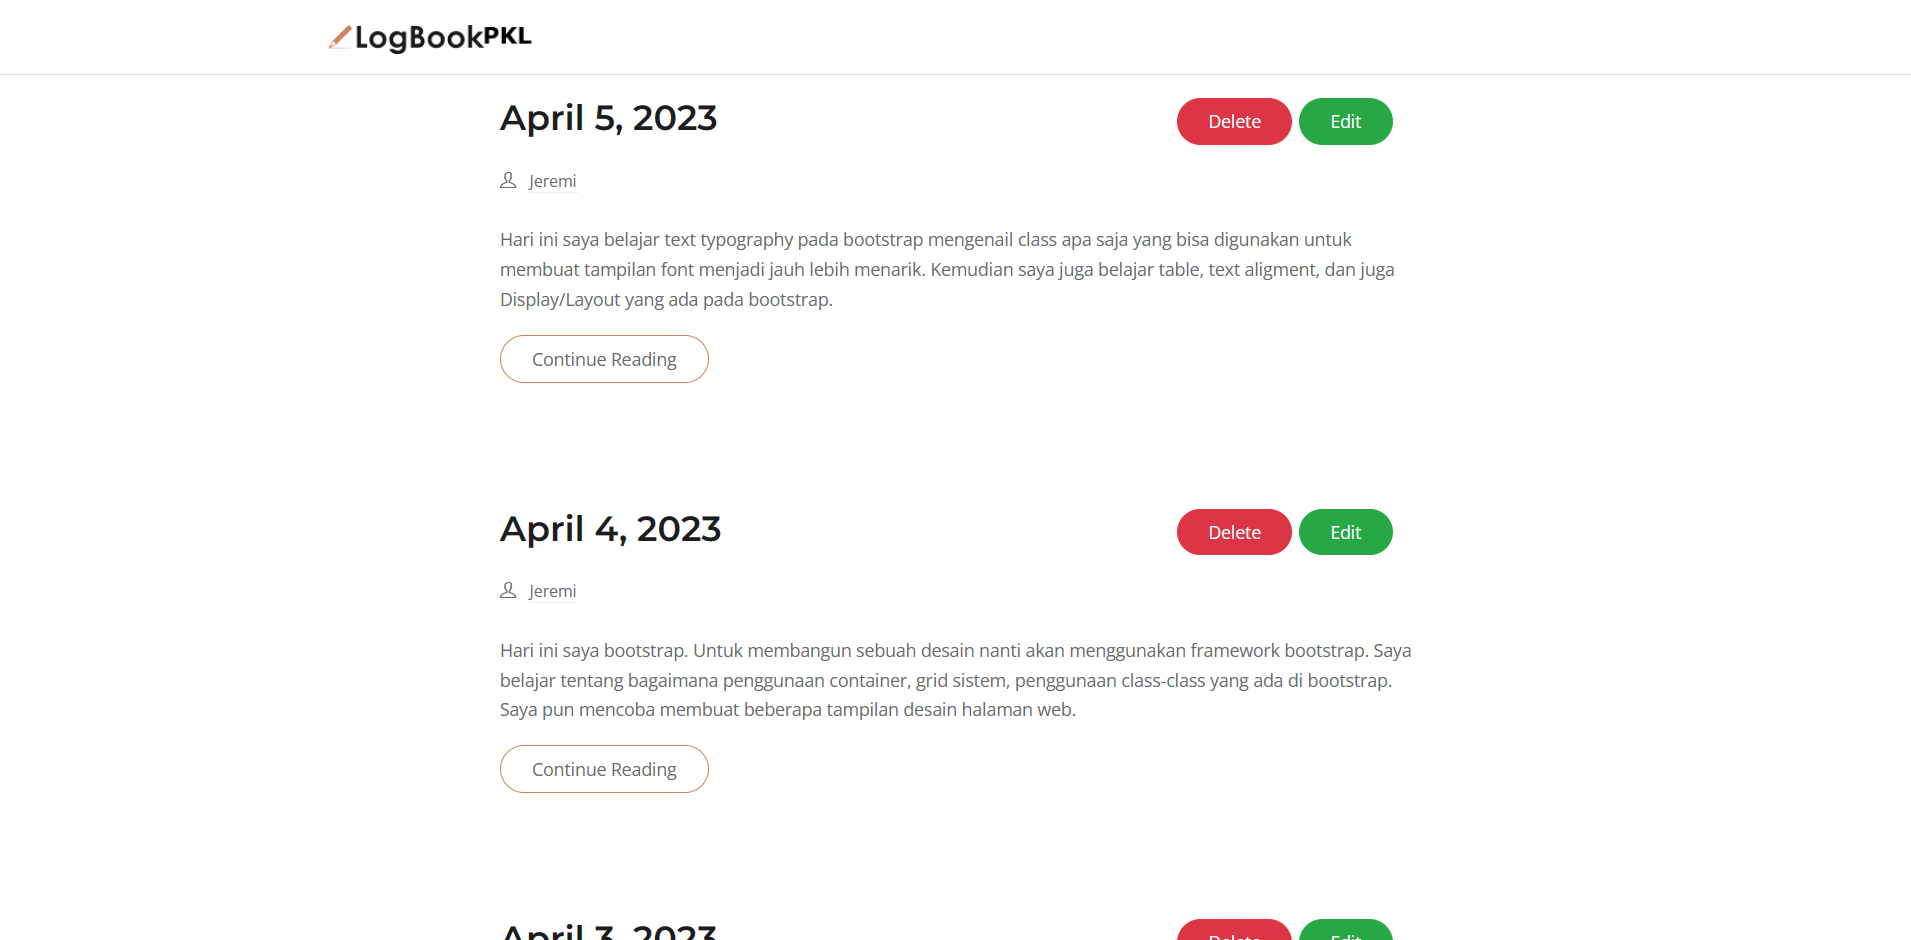 LogBookPKL
April 5, 2023
Delete
Edit
Jeremi
Hari ini saya belajar text typography pada bootstrap mengenail class apa saja yang bisa digunakan untuk
membuat tampilan font menjadi jauh lebih menarik. Kemudian saya juga belajar table, text aligment, dan juga
Display/Layout yang ada pada bootstrap.
Continue Reading
April 4, 2023
Delete
Edit
Jeremi
Hari ini saya bootstrap. Untuk membangun sebuah desain nanti akan menggunakan framework bootstrap. Saya
belajar tentang bagaimana penggunaan container, grid sistem, penggunaan class-class yang ada di bootstrap.
Saya pun mencoba membuat beberapa tampilan desain halaman web.
Continue Reading
April 3, 2023
Delete
Edit